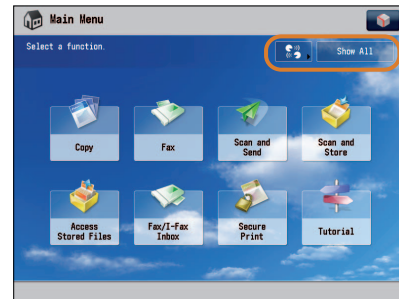 Main Menu
Select a function.
Show All
Copy
Fax
Scan and
Send
Scan and
Store
Access
Stored Files
Fax/I-Fax
Inbox
Secure
Print
Tutorial